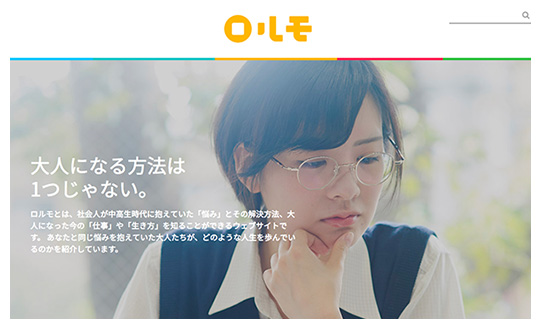 ロルモ
大人になる方法は
1つじゃない。
ロルモとは、社会人が中高生時代に抱えていた「悩み」とその解決方法、大
人になった今の「仕事」や「生き方」を知ることができるウェブサイトで
す。 あなたと同じ悩みを抱えていた大人たちが、どのような人生を歩んでい
るのかを紹介しています。